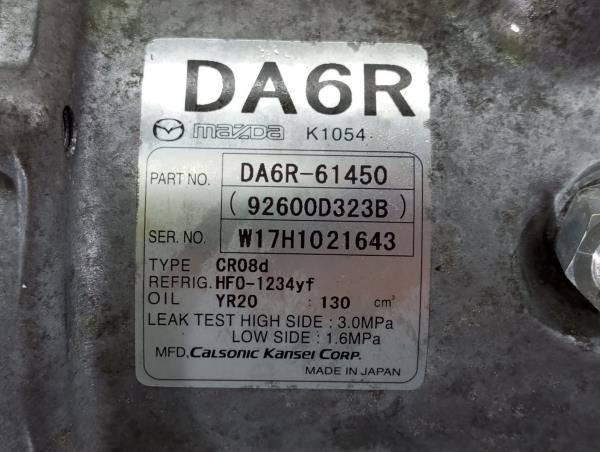 DA6R
mazda K1054
PART NO. DA6R-61450
(92600D323B)
SER. NO. W17H1021643
TYPE CR08d
REFRIG. HFO-1234yf
OIL YR20 : 130 cm³
LEAK TEST HIGH SIDE : 3.0MPa
LOW SIDE : 1.6MPa
MFD. CALSONIC KANSEI CORP.
MADE IN JAPAN